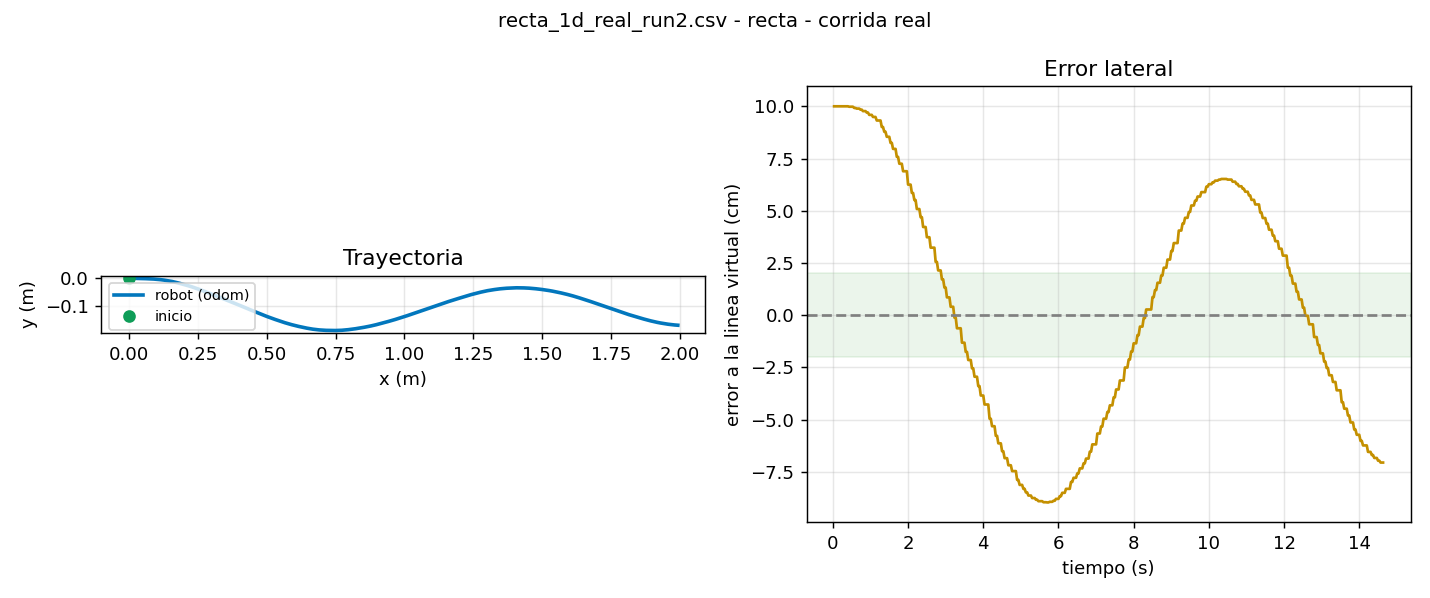 recta_1d_real_run2.csv - recta - corrida real
Trayectoria
0.0
−0.1
y (m)
robot (odom)
inicio
0.00 0.25 0.50 0.75 1.00 1.25 1.50 1.75 2.00
x (m)
Error lateral
10.0
7.5
5.0
2.5
0.0
−2.5
−5.0
−7.5
error a la linea virtual (cm)
0 2 4 6 8 10 12 14
tiempo (s)